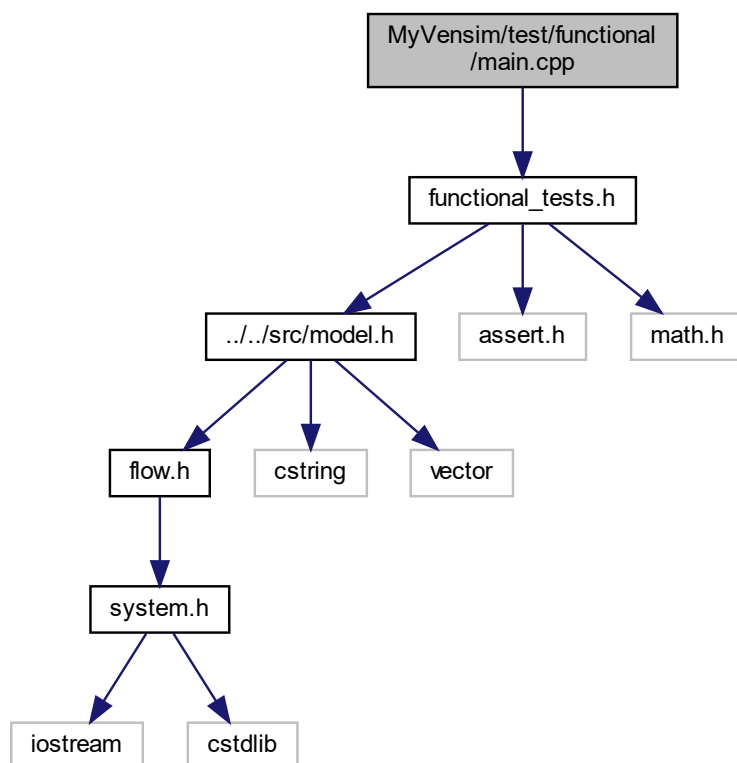 MyVensim/test/functional
/main.cpp
functional_tests.h
../../src/model.h
assert.h
math.h
flow.h
cstring
vector
system.h
iostream
cstdlib